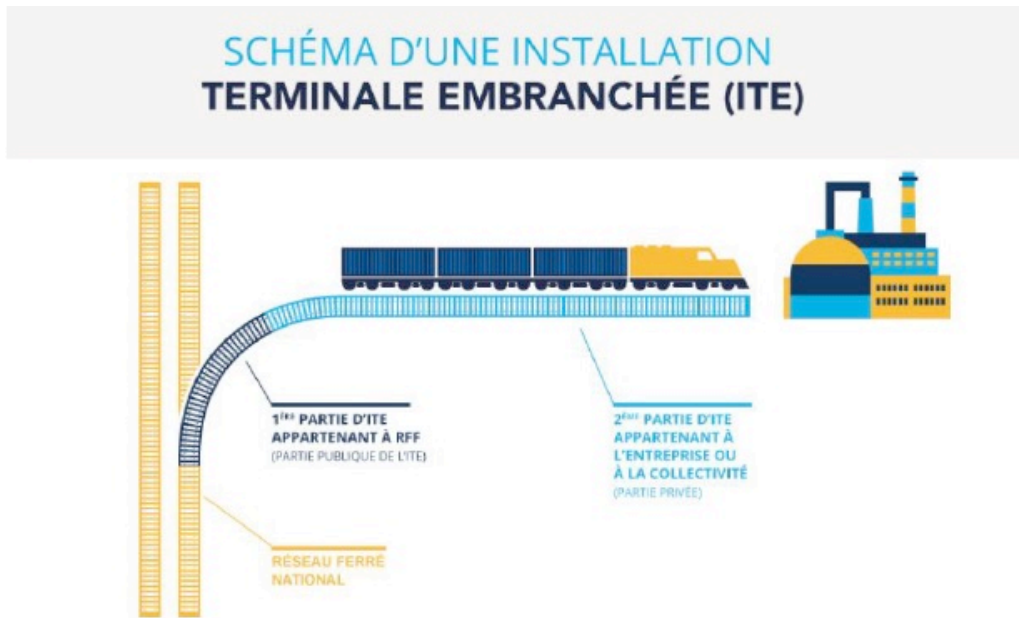 SCHÉMA D'UNE INSTALLATION
TERMINALE EMBRANCHÉE (ITE)
1ÈRE PARTIE D'ITE
APPARTENANT À RFF
(PARTIE PUBLIQUE DE L'ITE)
2ÈME PARTIE D'ITE
APPARTENANT À
L'ENTREPRISE OU
À LA COLLECTIVITÉ
(PARTIE PRIVÉE)
RÉSEAU FERRÉ
NATIONAL